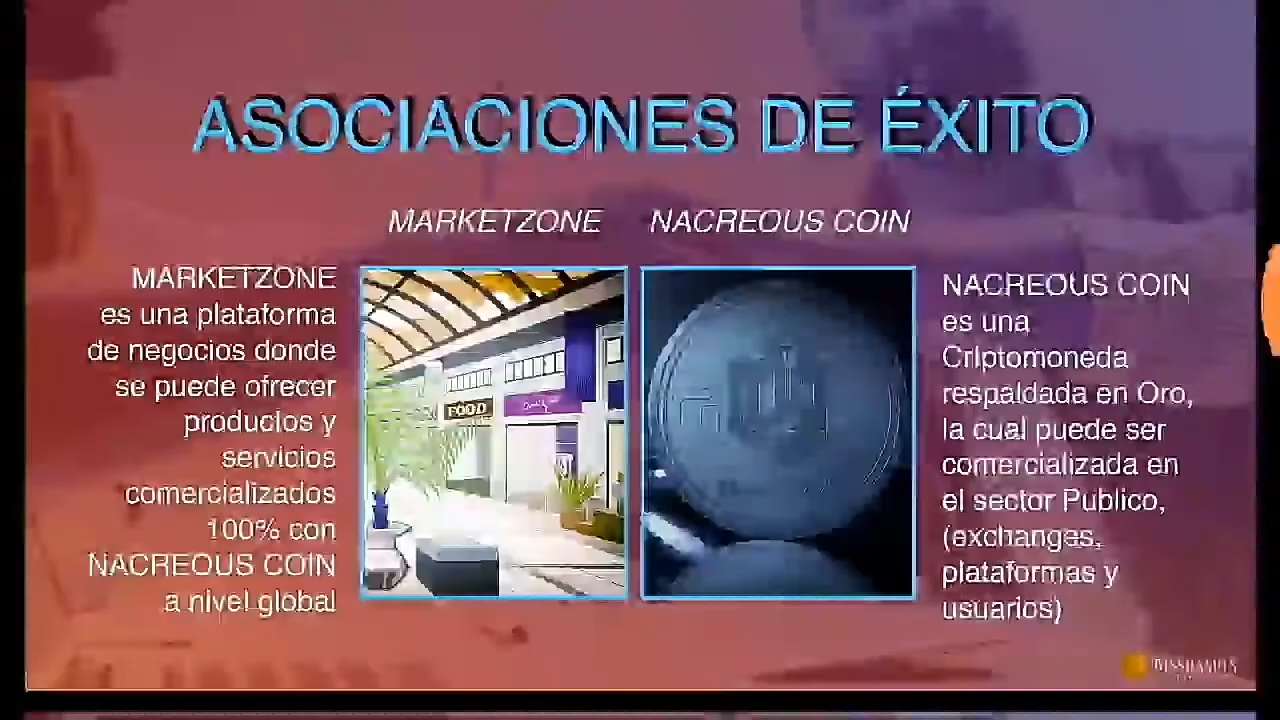 ASOCIACIONES DE ÉXITO
MARKETZONE
NACREOUS COIN
MARKETZONE
es una plataforma
de negocios donde
se puede ofrecer
productos y
servicios
comercializados
100% con
NACREOUS COIN
a nivel global
FOOD
NACREOUS COIN
es una
Criptomoneda
respaldada en Oro,
la cual puede ser
comercializada en
el sector Publico,
(exchanges,
plataformas y
usuarios)